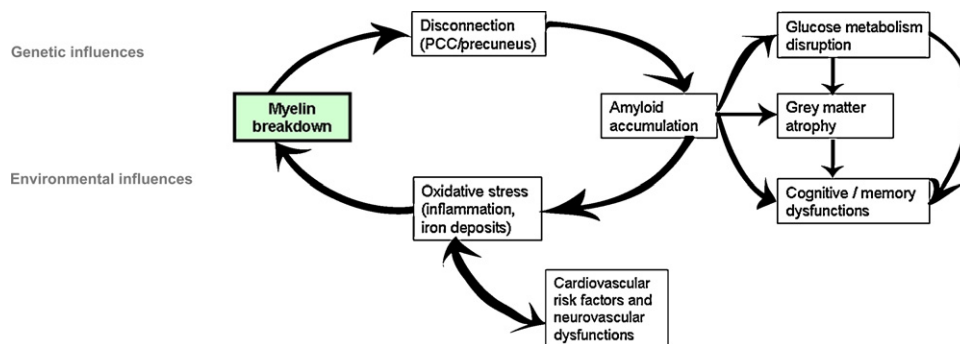 Genetic influences
Environmental influences
Disconnection
(PCC/precuneus)
Myelin
breakdown
Amyloid
accumulation
Oxidative stress
(inflammation,
iron deposits)
Cardiovascular
risk factors and
neurovascular
dysfunctions
Glucose metabolism
disruption
Grey matter
atrophy
Cognitive / memory
dysfunctions